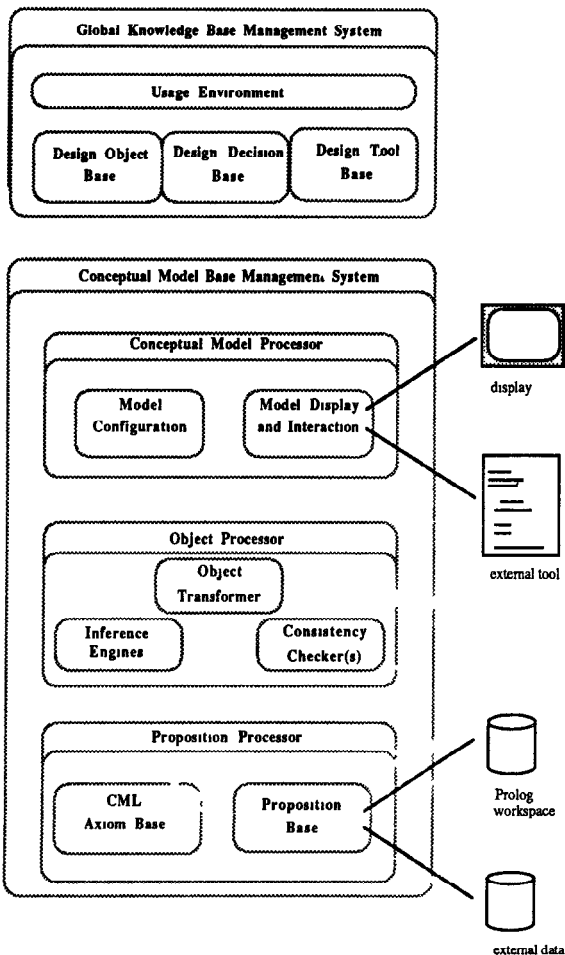 Global Knowledge Base Management System
Usage Environment
Design Object
Base
Design Decision
Base
Design Tool
Base
Conceptual Model Base Management System
Conceptual Model Processor
Model
Configuration
Model Display
and Interaction
display
external tool
Object Processor
Object
Transformer
Inference
Engines
Consistency
Checker(s)
Proposition Processor
CML
Axiom Base
Proposition
Base
Prolog
workspace
external data